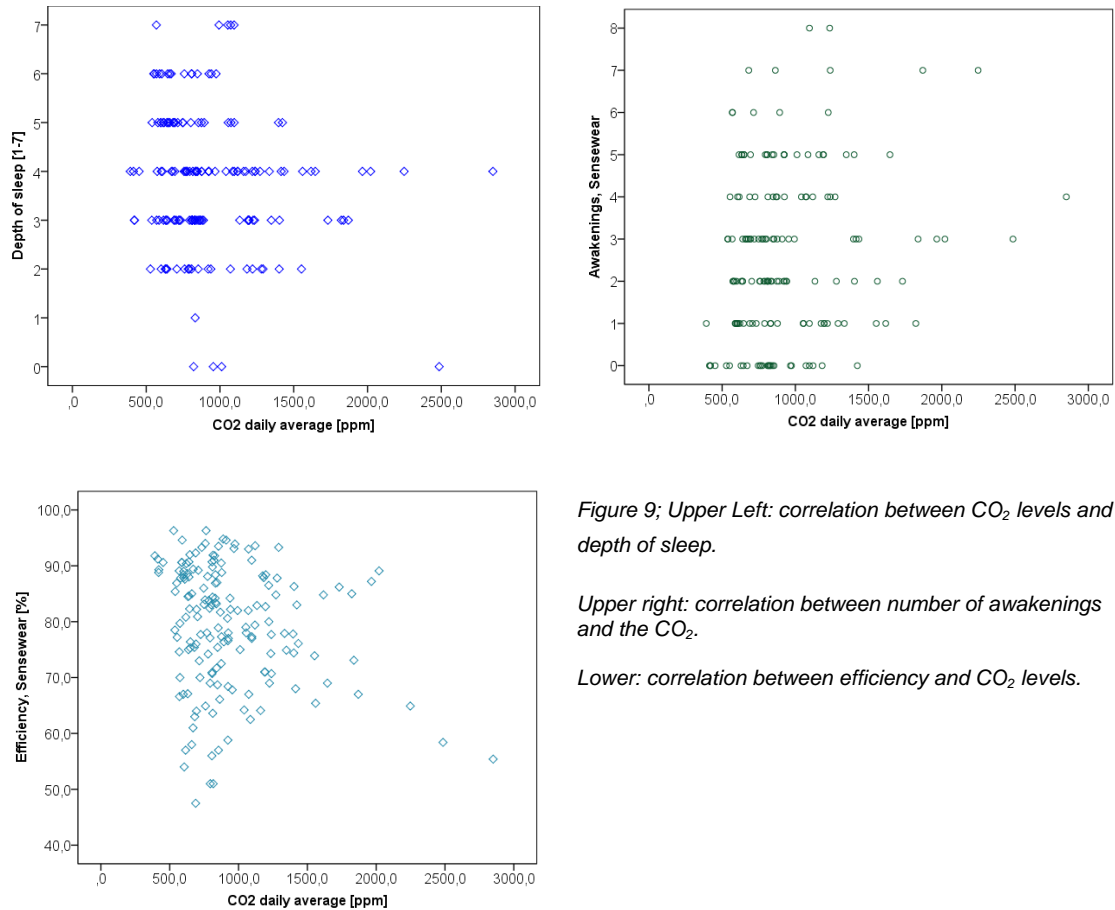 7
6
5
4
3
2
1
0
Depth of sleep [1-7]
,0 500,0 1000,0 1500,0 2000,0 2500,0 3000,0
CO2 daily average [ppm]
8
7
6
5
4
3
2
1
0
Awakenings, Sensewear
,0 500,0 1000,0 1500,0 2000,0 2500,0 3000,0
CO2 daily average [ppm]
100,0
90,0
80,0
70,0
60,0
50,0
40,0
Efficiency, Sensewear [%]
,0 500,0 1000,0 1500,0 2000,0 2500,0 3000,0
CO2 daily average [ppm]
Figure 9; Upper Left: correlation between CO₂ levels and
depth of sleep.
Upper right: correlation between number of awakenings
and the CO₂.
Lower: correlation between efficiency and CO₂ levels.